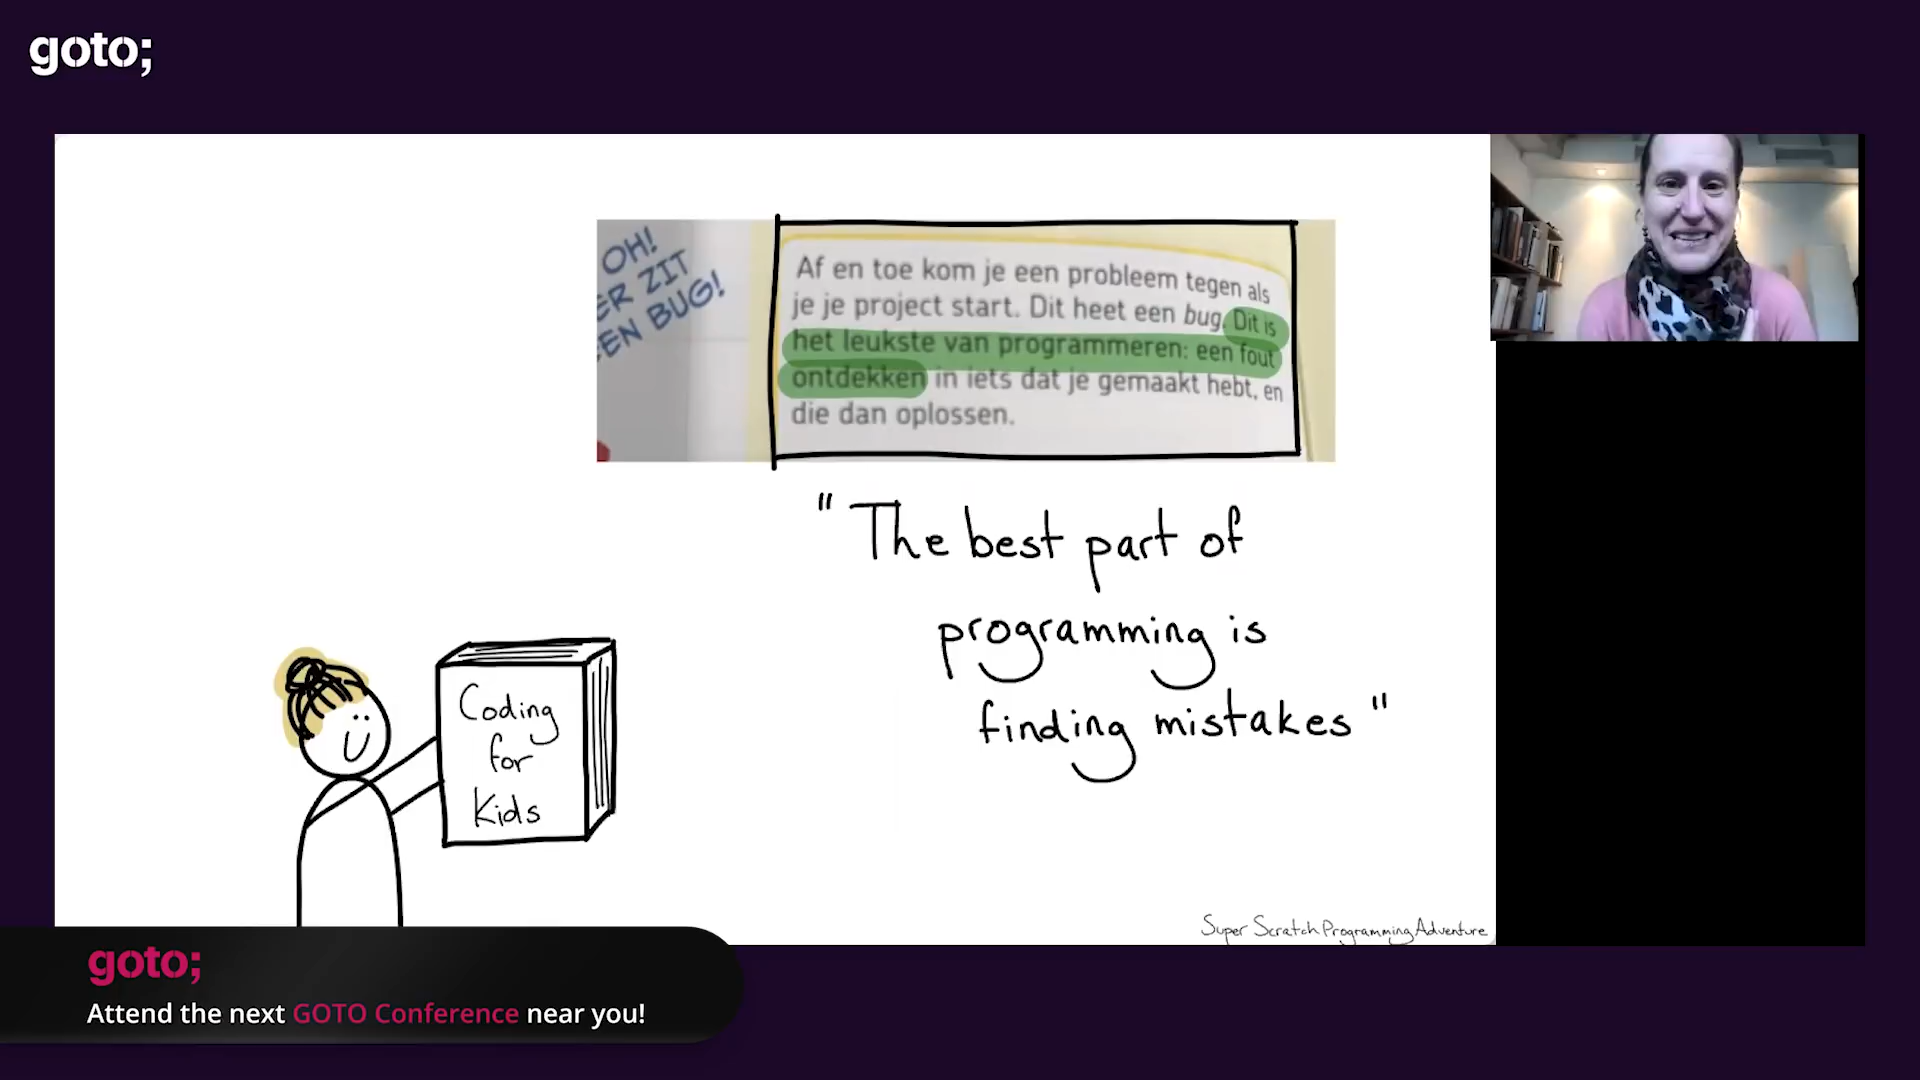 goto;
OH!
ER ZIT
EEN BUG!
Af en toe kom je een probleem tegen als
je je project start. Dit heet een bug. Dit is
het leukste van programmeren: een fout
ontdekken in iets dat je gemaakt hebt, en
die dan oplossen.
" The best part of
programming is
finding mistakes "
Coding
for
Kids
Super Scratch Programming Adventure
goto;
Attend the next GOTO Conference near you!